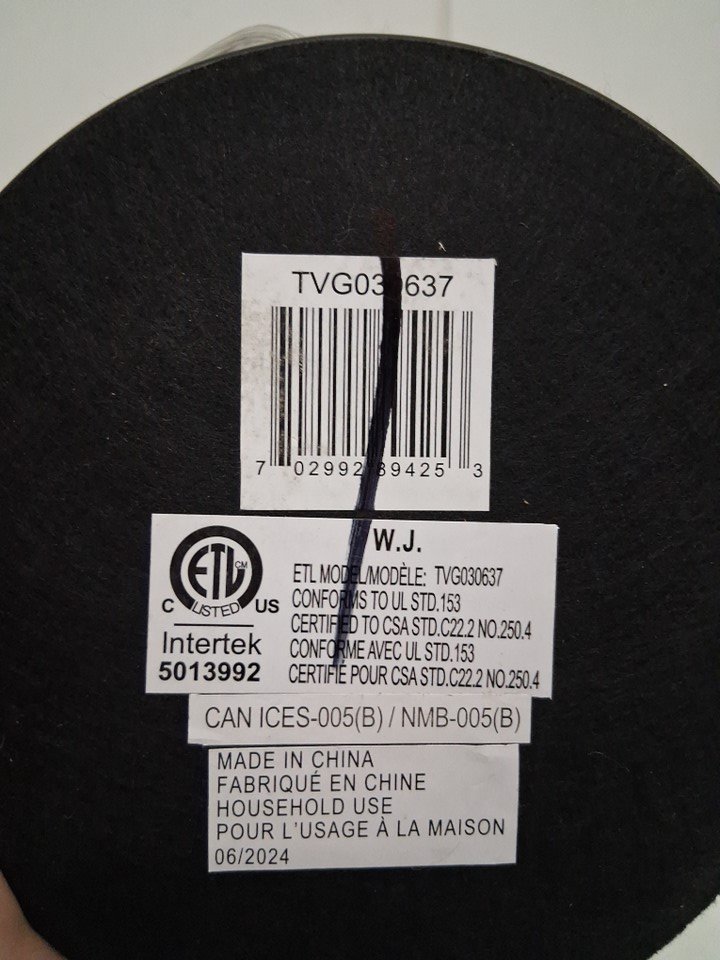 TVG030637
7 02992 89425 3
W.J.
ETL CM
C LISTED US
Intertek
5013992
ETL MODEL/MODÈLE: TVG030637
CONFORMS TO UL STD.153
CERTIFIED TO CSA STD.C22.2 NO.250.4
CONFORME AVEC UL STD.153
CERTIFIÉ POUR CSA STD.C22.2 NO.250.4
CAN ICES-005(B) / NMB-005(B)
MADE IN CHINA
FABRIQUÉ EN CHINE
HOUSEHOLD USE
POUR L'USAGE À LA MAISON
06/2024